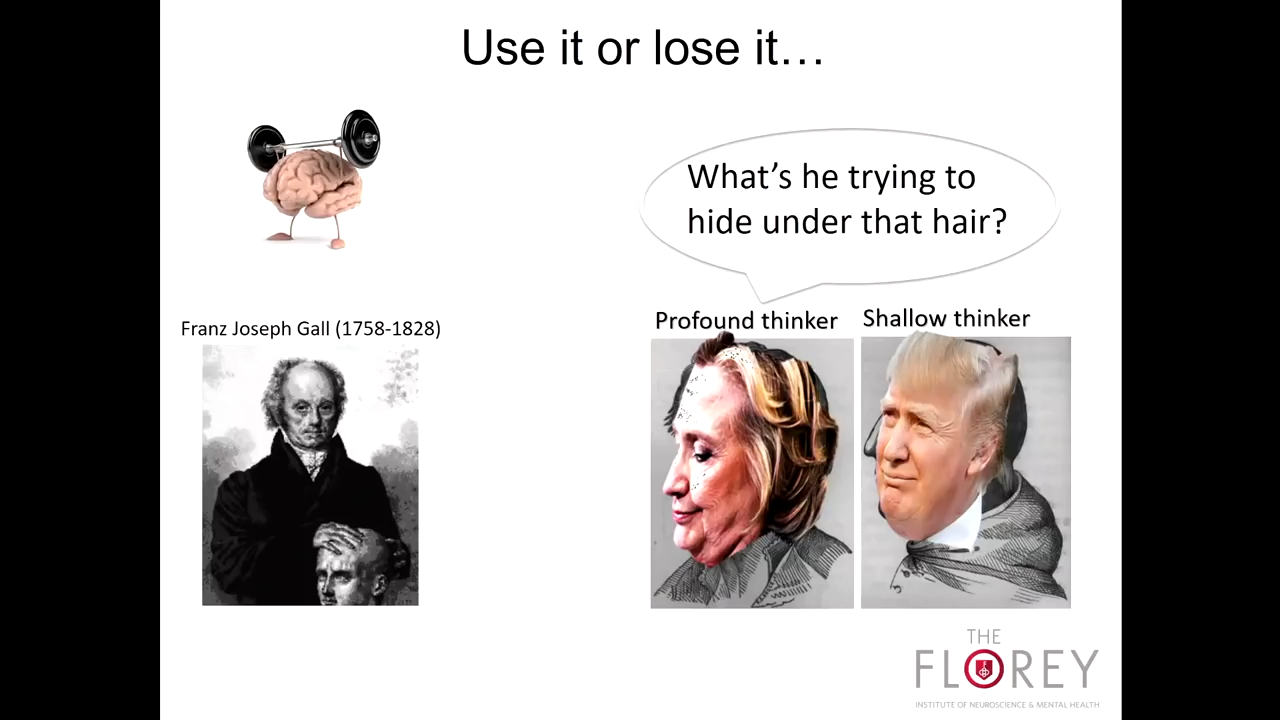 Use it or lose it…
What's he trying to
hide under that hair?
Franz Joseph Gall (1758-1828)
Profound thinker
Shallow thinker
THE
FLOREY
INSTITUTE OF NEUROSCIENCE & MENTAL HEALTH